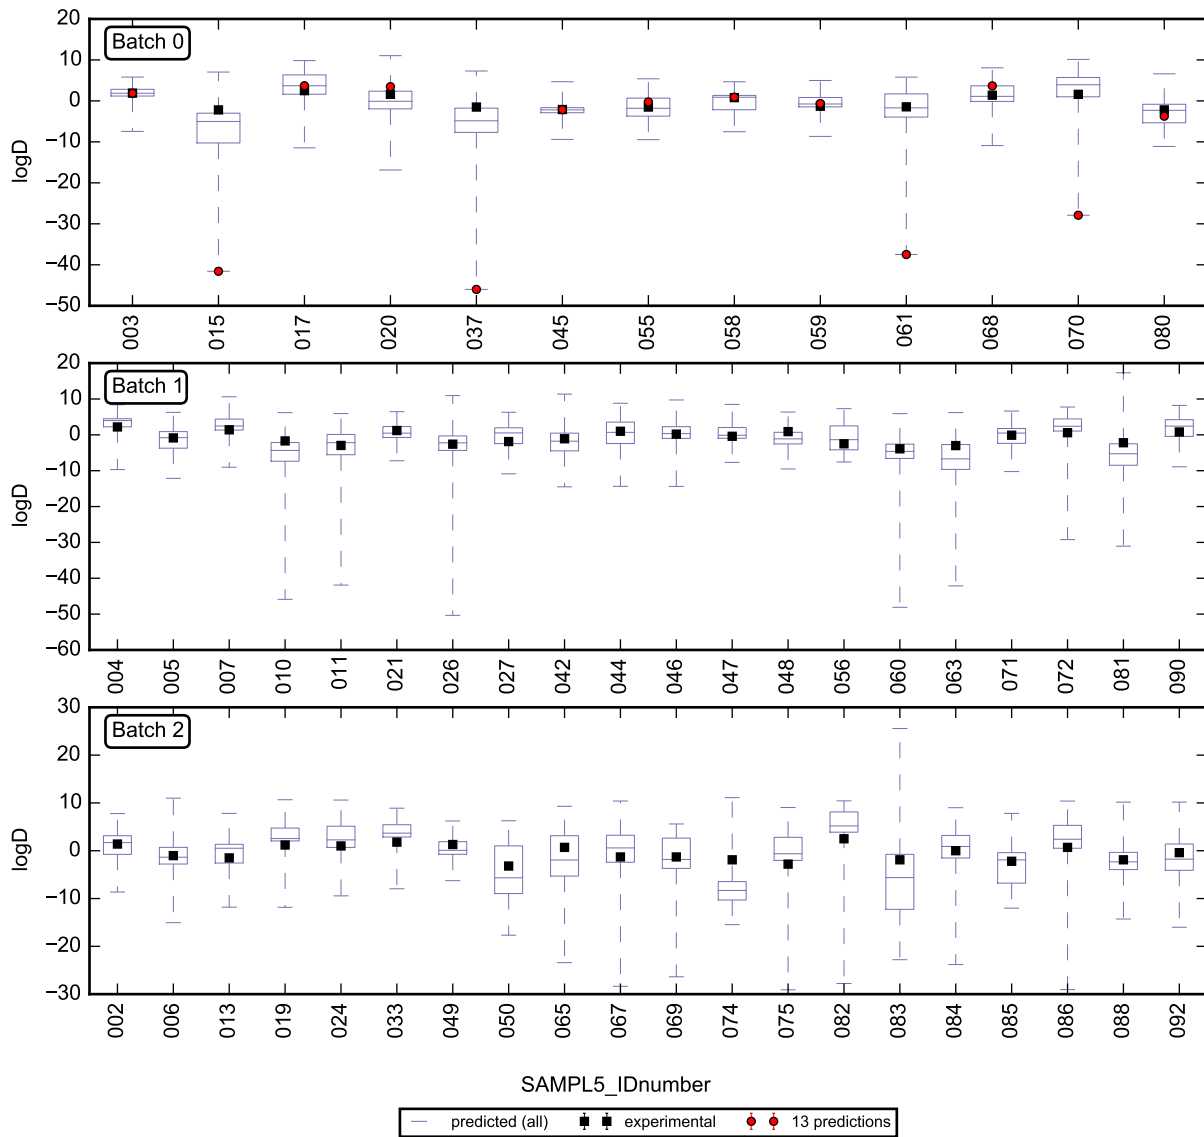 20
Batch 0
10
0
−10
−20
−30
−40
−50
logD
003 015 017 020 037 045 055 058 059 061 068 070 080
20
Batch 1
10
0
−10
−20
−30
−40
−50
−60
logD
004 005 007 010 011 021 026 027 042 044 046 047 048 056 060 063 071 072 081 090
30
Batch 2
20
10
0
−10
−20
−30
logD
002 006 013 019 024 033 049 050 065 067 069 074 075 082 083 084 085 086 088 092
SAMPL5_IDnumber
predicted (all) experimental 13 predictions